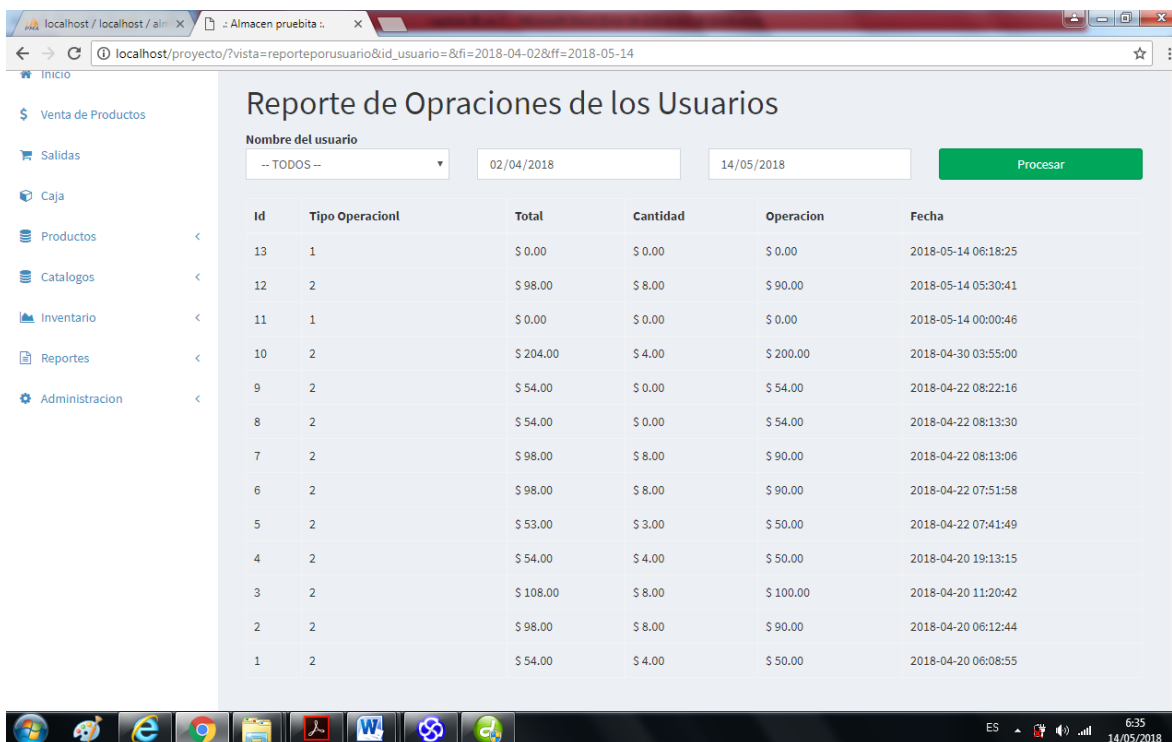 localhost / localhost / alm
.: Almacen pruebita :.
localhost/proyecto/?vista=reporteporusuario&id_usuario=&fi=2018-04-02&ff=2018-05-14
Inicio
Venta de Productos
Salidas
Caja
Productos
Catalogos
Inventario
Reportes
Administracion
Reporte de Opraciones de los Usuarios
Nombre del usuario
-- TODOS --
02/04/2018
14/05/2018
Procesar
Id Tipo Operacionl Total Cantidad Operacion Fecha
13 1 $ 0.00 $ 0.00 $ 0.00 2018-05-14 06:18:25
12 2 $ 98.00 $ 8.00 $ 90.00 2018-05-14 05:30:41
11 1 $ 0.00 $ 0.00 $ 0.00 2018-05-14 00:00:46
10 2 $ 204.00 $ 4.00 $ 200.00 2018-04-30 03:55:00
9 2 $ 54.00 $ 0.00 $ 54.00 2018-04-22 08:22:16
8 2 $ 54.00 $ 0.00 $ 54.00 2018-04-22 08:13:30
7 2 $ 98.00 $ 8.00 $ 90.00 2018-04-22 08:13:06
6 2 $ 98.00 $ 8.00 $ 90.00 2018-04-22 07:51:58
5 2 $ 53.00 $ 3.00 $ 50.00 2018-04-22 07:41:49
4 2 $ 54.00 $ 4.00 $ 50.00 2018-04-20 19:13:15
3 2 $ 108.00 $ 8.00 $ 100.00 2018-04-20 11:20:42
2 2 $ 98.00 $ 8.00 $ 90.00 2018-04-20 06:12:44
1 2 $ 54.00 $ 4.00 $ 50.00 2018-04-20 06:08:55
ES
6:35
14/05/2018